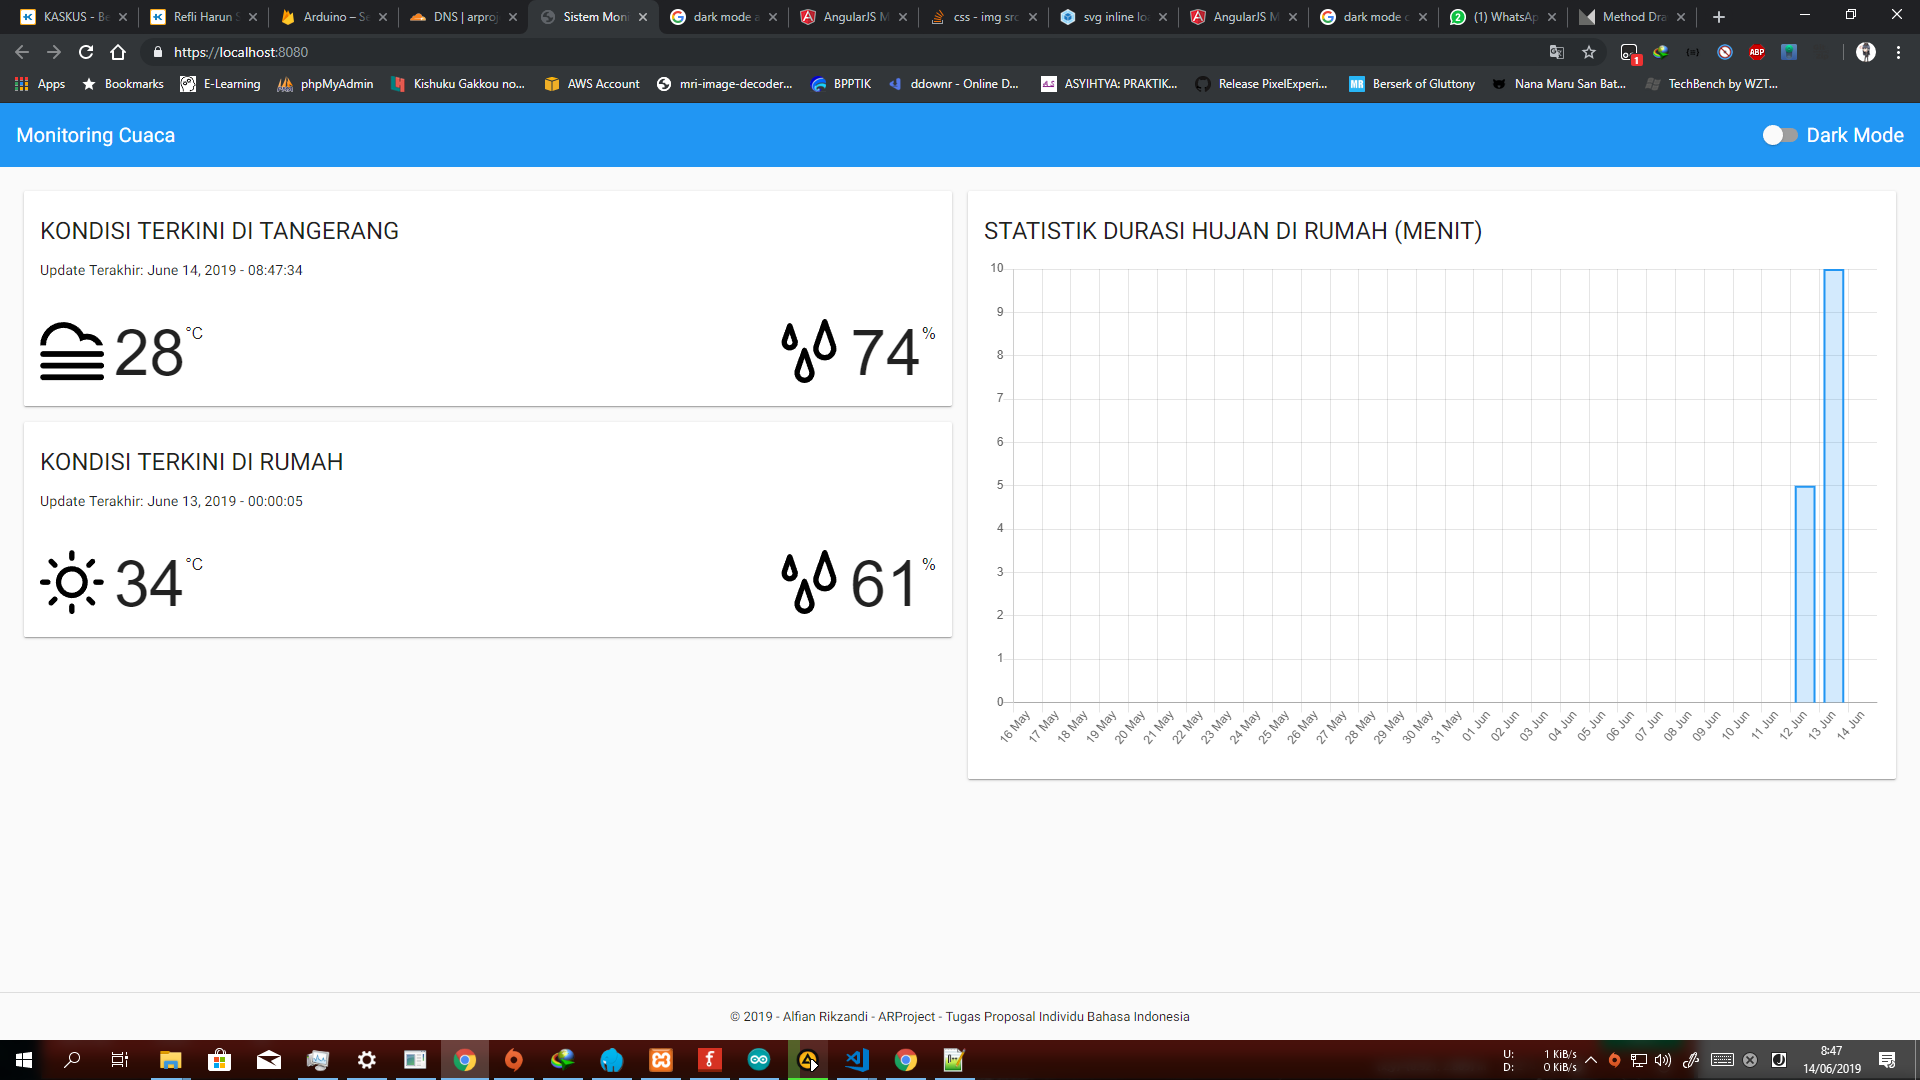 KASKUS - Be
Refli Harun S
Arduino – Se
DNS | arproj
Sistem Moni
dark mode a
AngularJS M
css - img src
svg inline loa
AngularJS M
dark mode c
(1) WhatsAp
Method Dra
https://localhost:8080
Apps
Bookmarks
E-Learning
phpMyAdmin
Kishuku Gakkou no...
AWS Account
mri-image-decoder...
BPPTIK
ddownr - Online D...
ASYIHTYA: PRAKTIK...
Release PixelExperi...
Berserk of Gluttony
Nana Maru San Bat...
TechBench by WZT...
Monitoring Cuaca
Dark Mode
KONDISI TERKINI DI TANGERANG
Update Terakhir: June 14, 2019 - 08:47:34
28 °C
74 %
KONDISI TERKINI DI RUMAH
Update Terakhir: June 13, 2019 - 00:00:05
34 °C
61 %
STATISTIK DURASI HUJAN DI RUMAH (MENIT)
10
9
8
7
6
5
4
3
2
1
0
16 May
17 May
18 May
19 May
20 May
21 May
22 May
23 May
24 May
25 May
26 May
27 May
28 May
29 May
30 May
31 May
01 Jun
02 Jun
03 Jun
04 Jun
05 Jun
06 Jun
07 Jun
08 Jun
09 Jun
10 Jun
11 Jun
12 Jun
13 Jun
14 Jun
© 2019 - Alfian Rikzandi - ARProject - Tugas Proposal Individu Bahasa Indonesia
U: 1 KiB/s
D: 0 KiB/s
8:47
14/06/2019